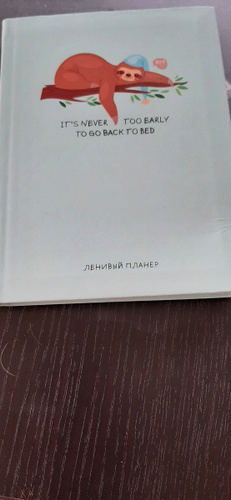 IT'S NEVER TOO EARLY
TO GO BACK TO BED
ЛЕНИВЫЙ ПЛАНЕР